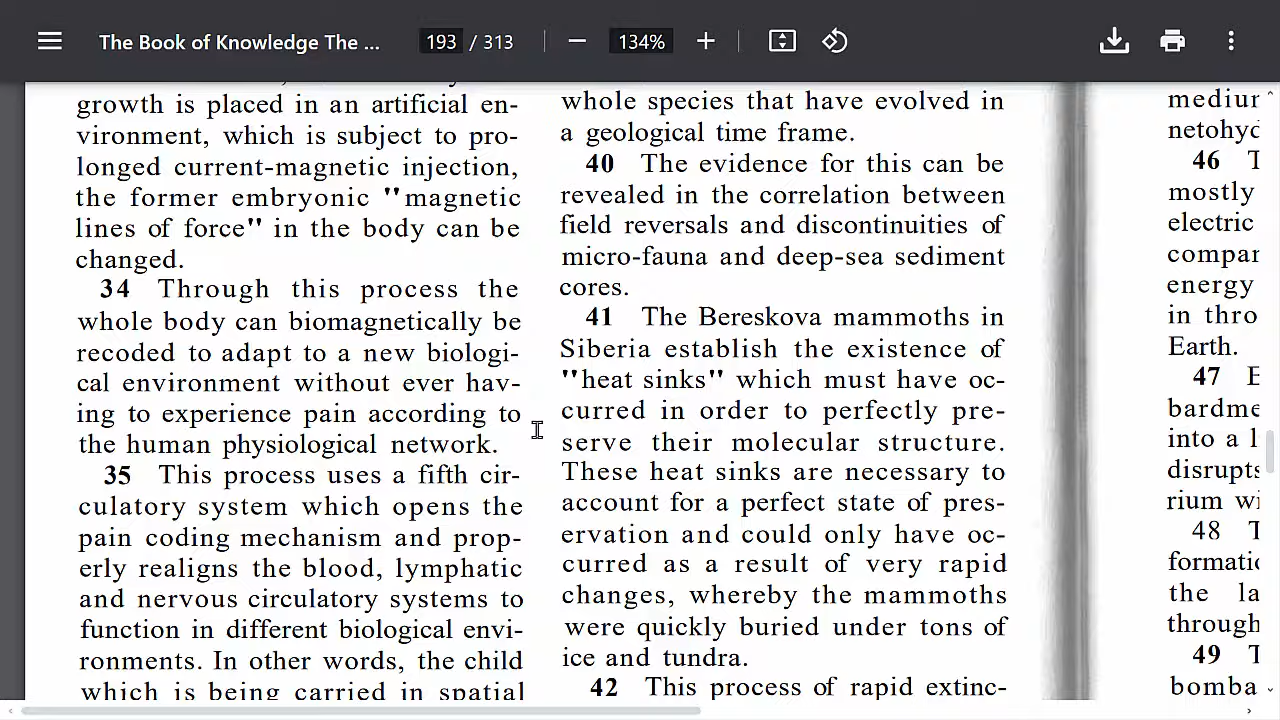 The Book of Knowledge The ...
193 / 313
134%
growth is placed in an artificial en-
vironment, which is subject to pro-
longed current-magnetic injection,
the former embryonic "magnetic
lines of force" in the body can be
changed.
34 Through this process the
whole body can biomagnetically be
recoded to adapt to a new biologi-
cal environment without ever hav-
ing to experience pain according to
the human physiological network.
35 This process uses a fifth cir-
culatory system which opens the
pain coding mechanism and prop-
erly realigns the blood, lymphatic
and nervous circulatory systems to
function in different biological envi-
ronments. In other words, the child
which is being carried in spatial
whole species that have evolved in
a geological time frame.
40 The evidence for this can be
revealed in the correlation between
field reversals and discontinuities of
micro-fauna and deep-sea sediment
cores.
41 The Bereskova mammoths in
Siberia establish the existence of
"heat sinks" which must have oc-
curred in order to perfectly pre-
serve their molecular structure.
These heat sinks are necessary to
account for a perfect state of pres-
ervation and could only have oc-
curred as a result of very rapid
changes, whereby the mammoths
were quickly buried under tons of
ice and tundra.
42 This process of rapid extinc-
46
mostly
electric
energy
in thro
Earth.
47
bardme
into a l
disrupts
rium wi
48
the la
through
49
bomba